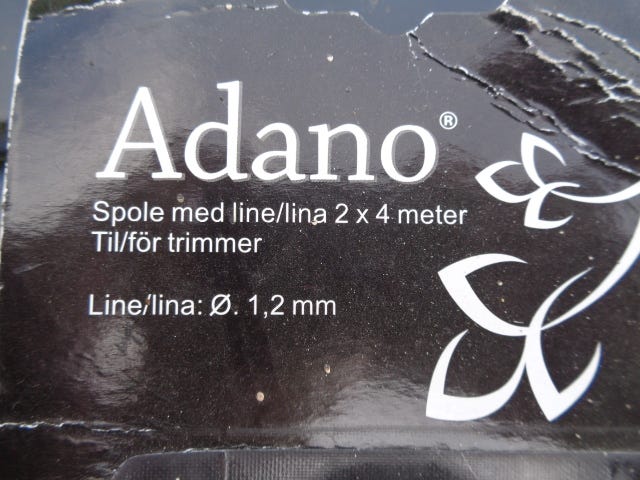 Adano®
Spole med line/lina 2 x 4 meter
Til/för trimmer
Line/lina: Ø. 1,2 mm